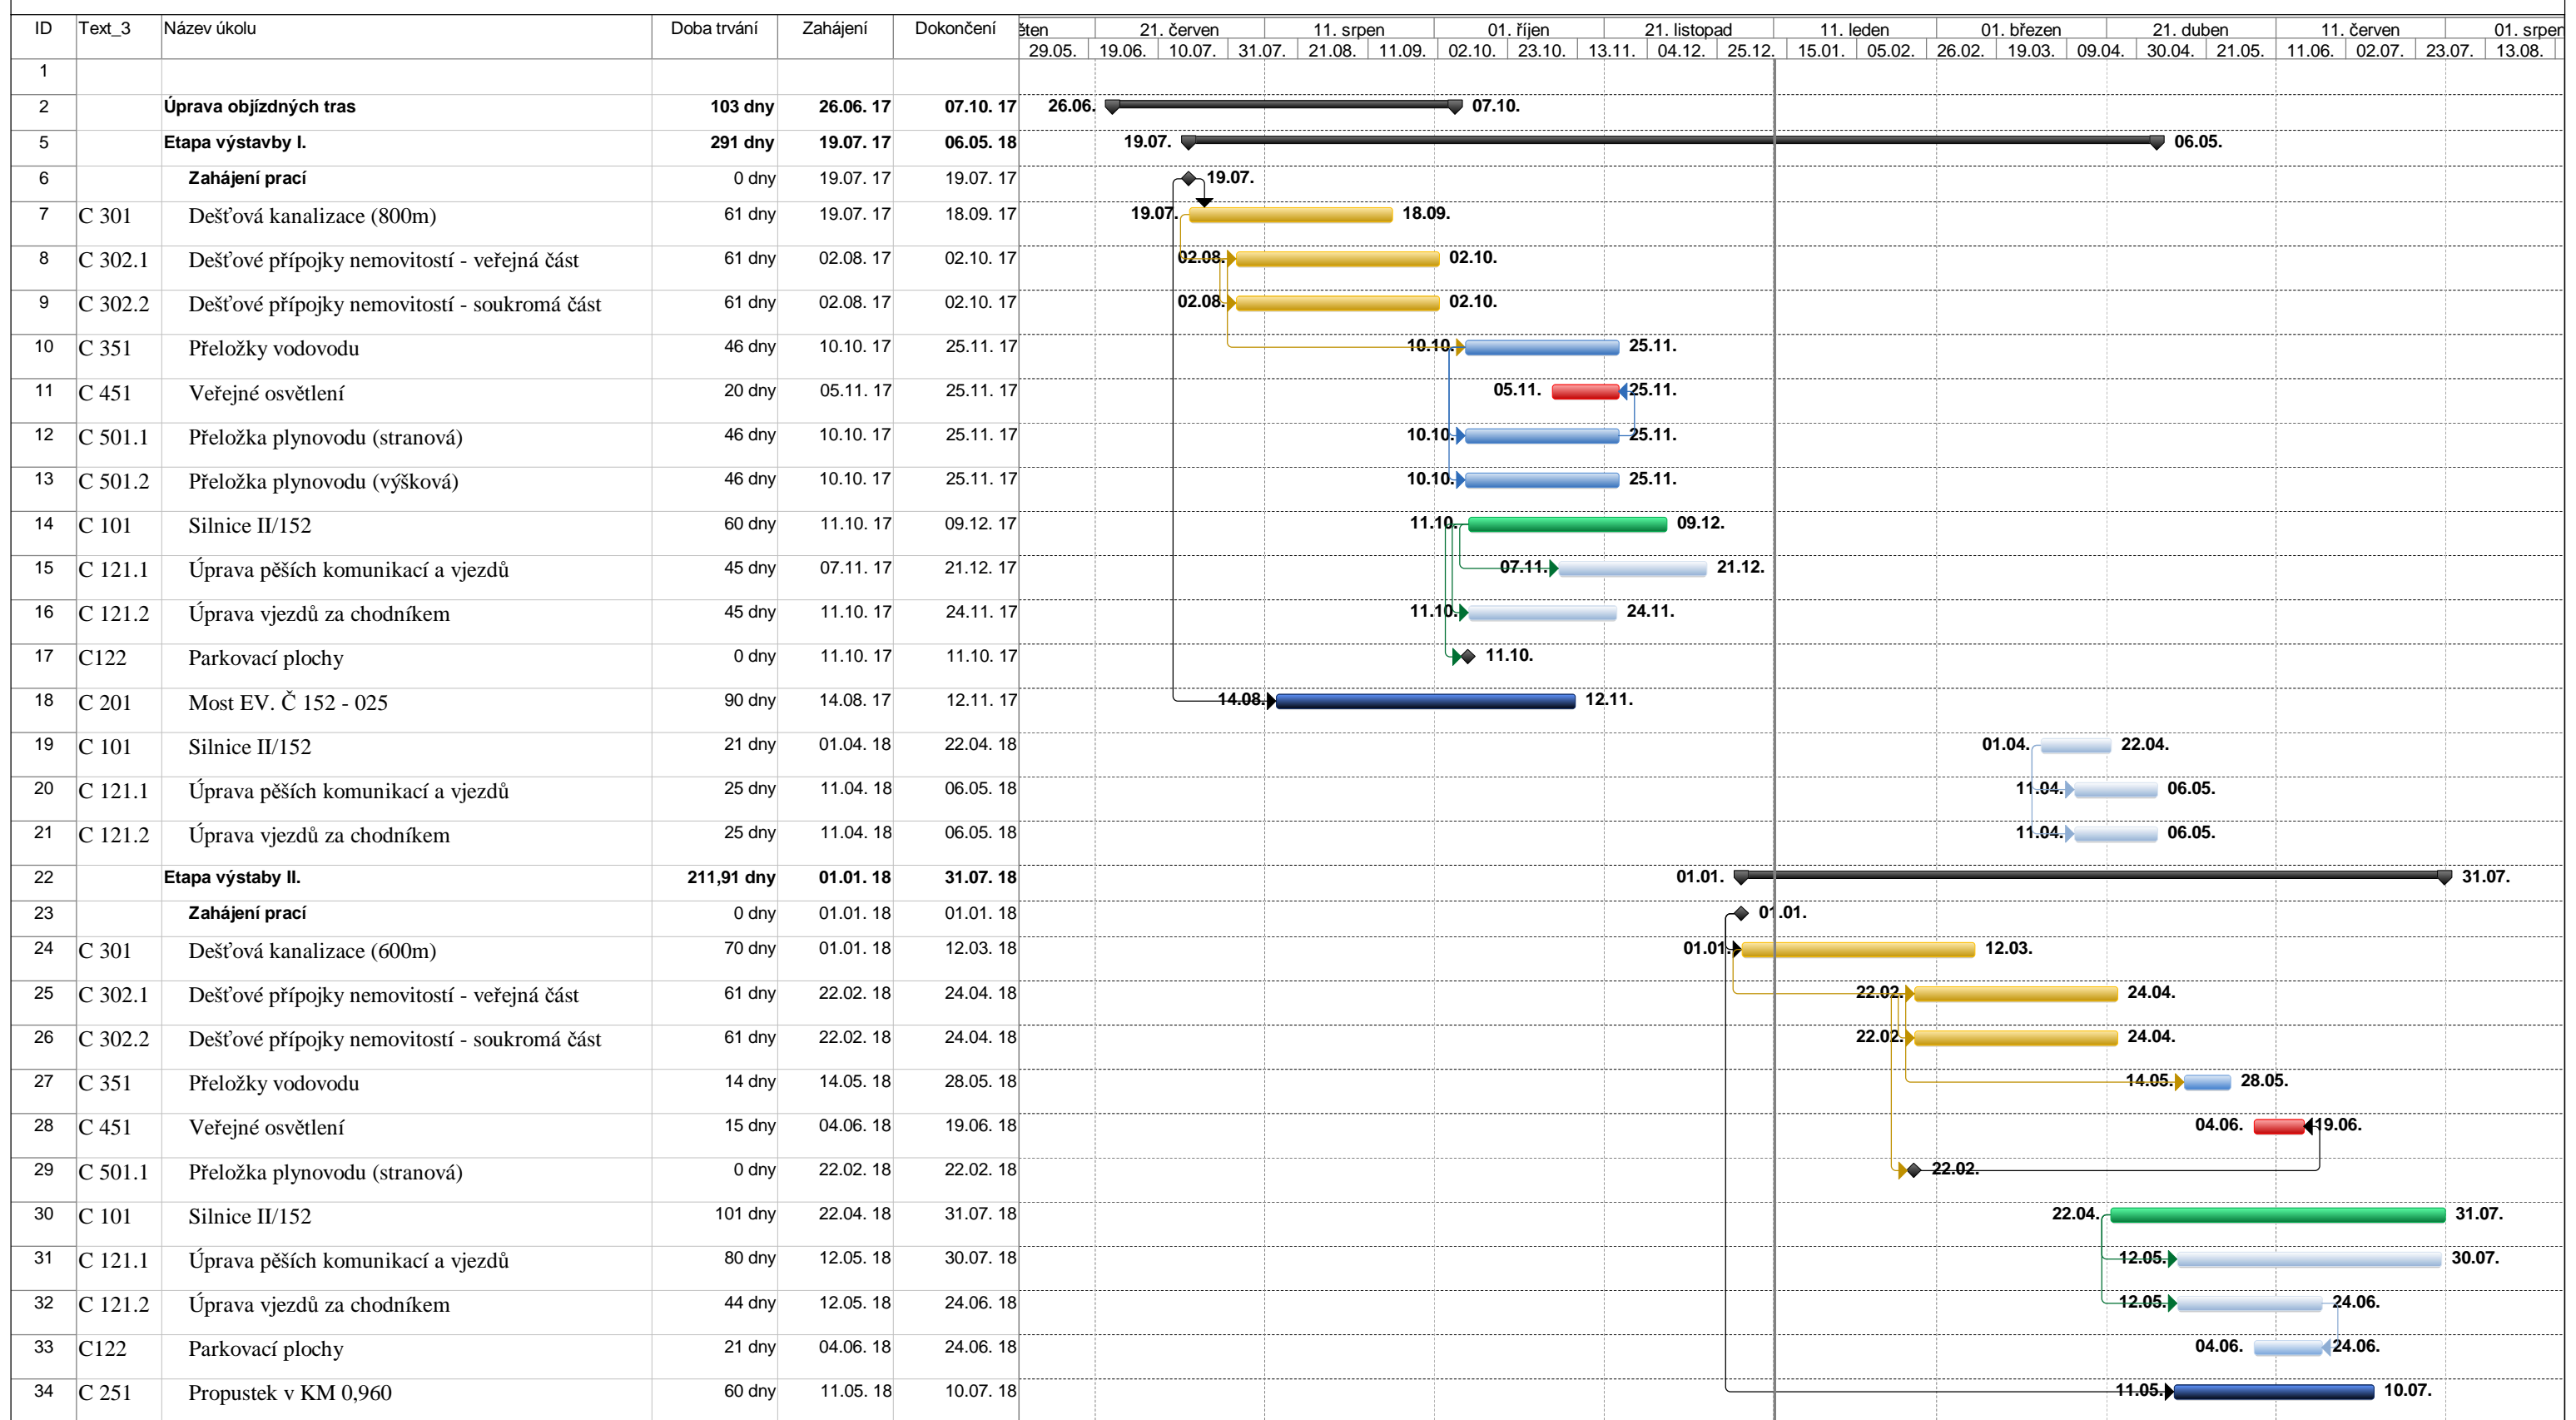 ID Text_3 Název úkolu Doba trvání Zahájení Dokončení ěten 21. červen 11. srpen 01. říjen 21. listopad 11. leden 01. březen 21. duben 11. červen 01. srpen
29.05. 19.06. 10.07. 31.07. 21.08. 11.09. 02.10. 23.10. 13.11. 04.12. 25.12. 15.01. 05.02. 26.02. 19.03. 09.04. 30.04. 21.05. 11.06. 02.07. 23.07. 13.08.
1
2 Úprava objízdných tras 103 dny 26.06. 17 07.10. 17 26.06. 07.10.
5 Etapa výstavby I. 291 dny 19.07. 17 06.05. 18 19.07. 06.05.
6 Zahájení prací 0 dny 19.07. 17 19.07. 17 19.07.
7 C 301 Dešťová kanalizace (800m) 61 dny 19.07. 17 18.09. 17 19.07. 18.09.
8 C 302.1 Dešťové přípojky nemovitostí - veřejná část 61 dny 02.08. 17 02.10. 17 02.08. 02.10.
9 C 302.2 Dešťové přípojky nemovitostí - soukromá část 61 dny 02.08. 17 02.10. 17 02.08. 02.10.
10 C 351 Přeložky vodovodu 46 dny 10.10. 17 25.11. 17 10.10. 25.11.
11 C 451 Veřejné osvětlení 20 dny 05.11. 17 25.11. 17 05.11. 25.11.
12 C 501.1 Přeložka plynovodu (stranová) 46 dny 10.10. 17 25.11. 17 10.10. 25.11.
13 C 501.2 Přeložka plynovodu (výšková) 46 dny 10.10. 17 25.11. 17 10.10. 25.11.
14 C 101 Silnice II/152 60 dny 11.10. 17 09.12. 17 11.10. 09.12.
15 C 121.1 Úprava pěších komunikací a vjezdů 45 dny 07.11. 17 21.12. 17 07.11. 21.12.
16 C 121.2 Úprava vjezdů za chodníkem 45 dny 11.10. 17 24.11. 17 11.10. 24.11.
17 C122 Parkovací plochy 0 dny 11.10. 17 11.10. 17 11.10.
18 C 201 Most EV. Č 152 - 025 90 dny 14.08. 17 12.11. 17 14.08. 12.11.
19 C 101 Silnice II/152 21 dny 01.04. 18 22.04. 18 01.04. 22.04.
20 C 121.1 Úprava pěších komunikací a vjezdů 25 dny 11.04. 18 06.05. 18 11.04. 06.05.
21 C 121.2 Úprava vjezdů za chodníkem 25 dny 11.04. 18 06.05. 18 11.04. 06.05.
22 Etapa výstaby II. 211,91 dny 01.01. 18 31.07. 18 01.01. 31.07.
23 Zahájení prací 0 dny 01.01. 18 01.01. 18 01.01.
24 C 301 Dešťová kanalizace (600m) 70 dny 01.01. 18 12.03. 18 01.01. 12.03.
25 C 302.1 Dešťové přípojky nemovitostí - veřejná část 61 dny 22.02. 18 24.04. 18 22.02. 24.04.
26 C 302.2 Dešťové přípojky nemovitostí - soukromá část 61 dny 22.02. 18 24.04. 18 22.02. 24.04.
27 C 351 Přeložky vodovodu 14 dny 14.05. 18 28.05. 18 14.05. 28.05.
28 C 451 Veřejné osvětlení 15 dny 04.06. 18 19.06. 18 04.06. 19.06.
29 C 501.1 Přeložka plynovodu (stranová) 0 dny 22.02. 18 22.02. 18 22.02.
30 C 101 Silnice II/152 101 dny 22.04. 18 31.07. 18 22.04. 31.07.
31 C 121.1 Úprava pěších komunikací a vjezdů 80 dny 12.05. 18 30.07. 18 12.05. 30.07.
32 C 121.2 Úprava vjezdů za chodníkem 44 dny 12.05. 18 24.06. 18 12.05. 24.06.
33 C122 Parkovací plochy 21 dny 04.06. 18 24.06. 18 04.06. 24.06.
34 C 251 Propustek v KM 0,960 60 dny 11.05. 18 10.07. 18 11.05. 10.07.